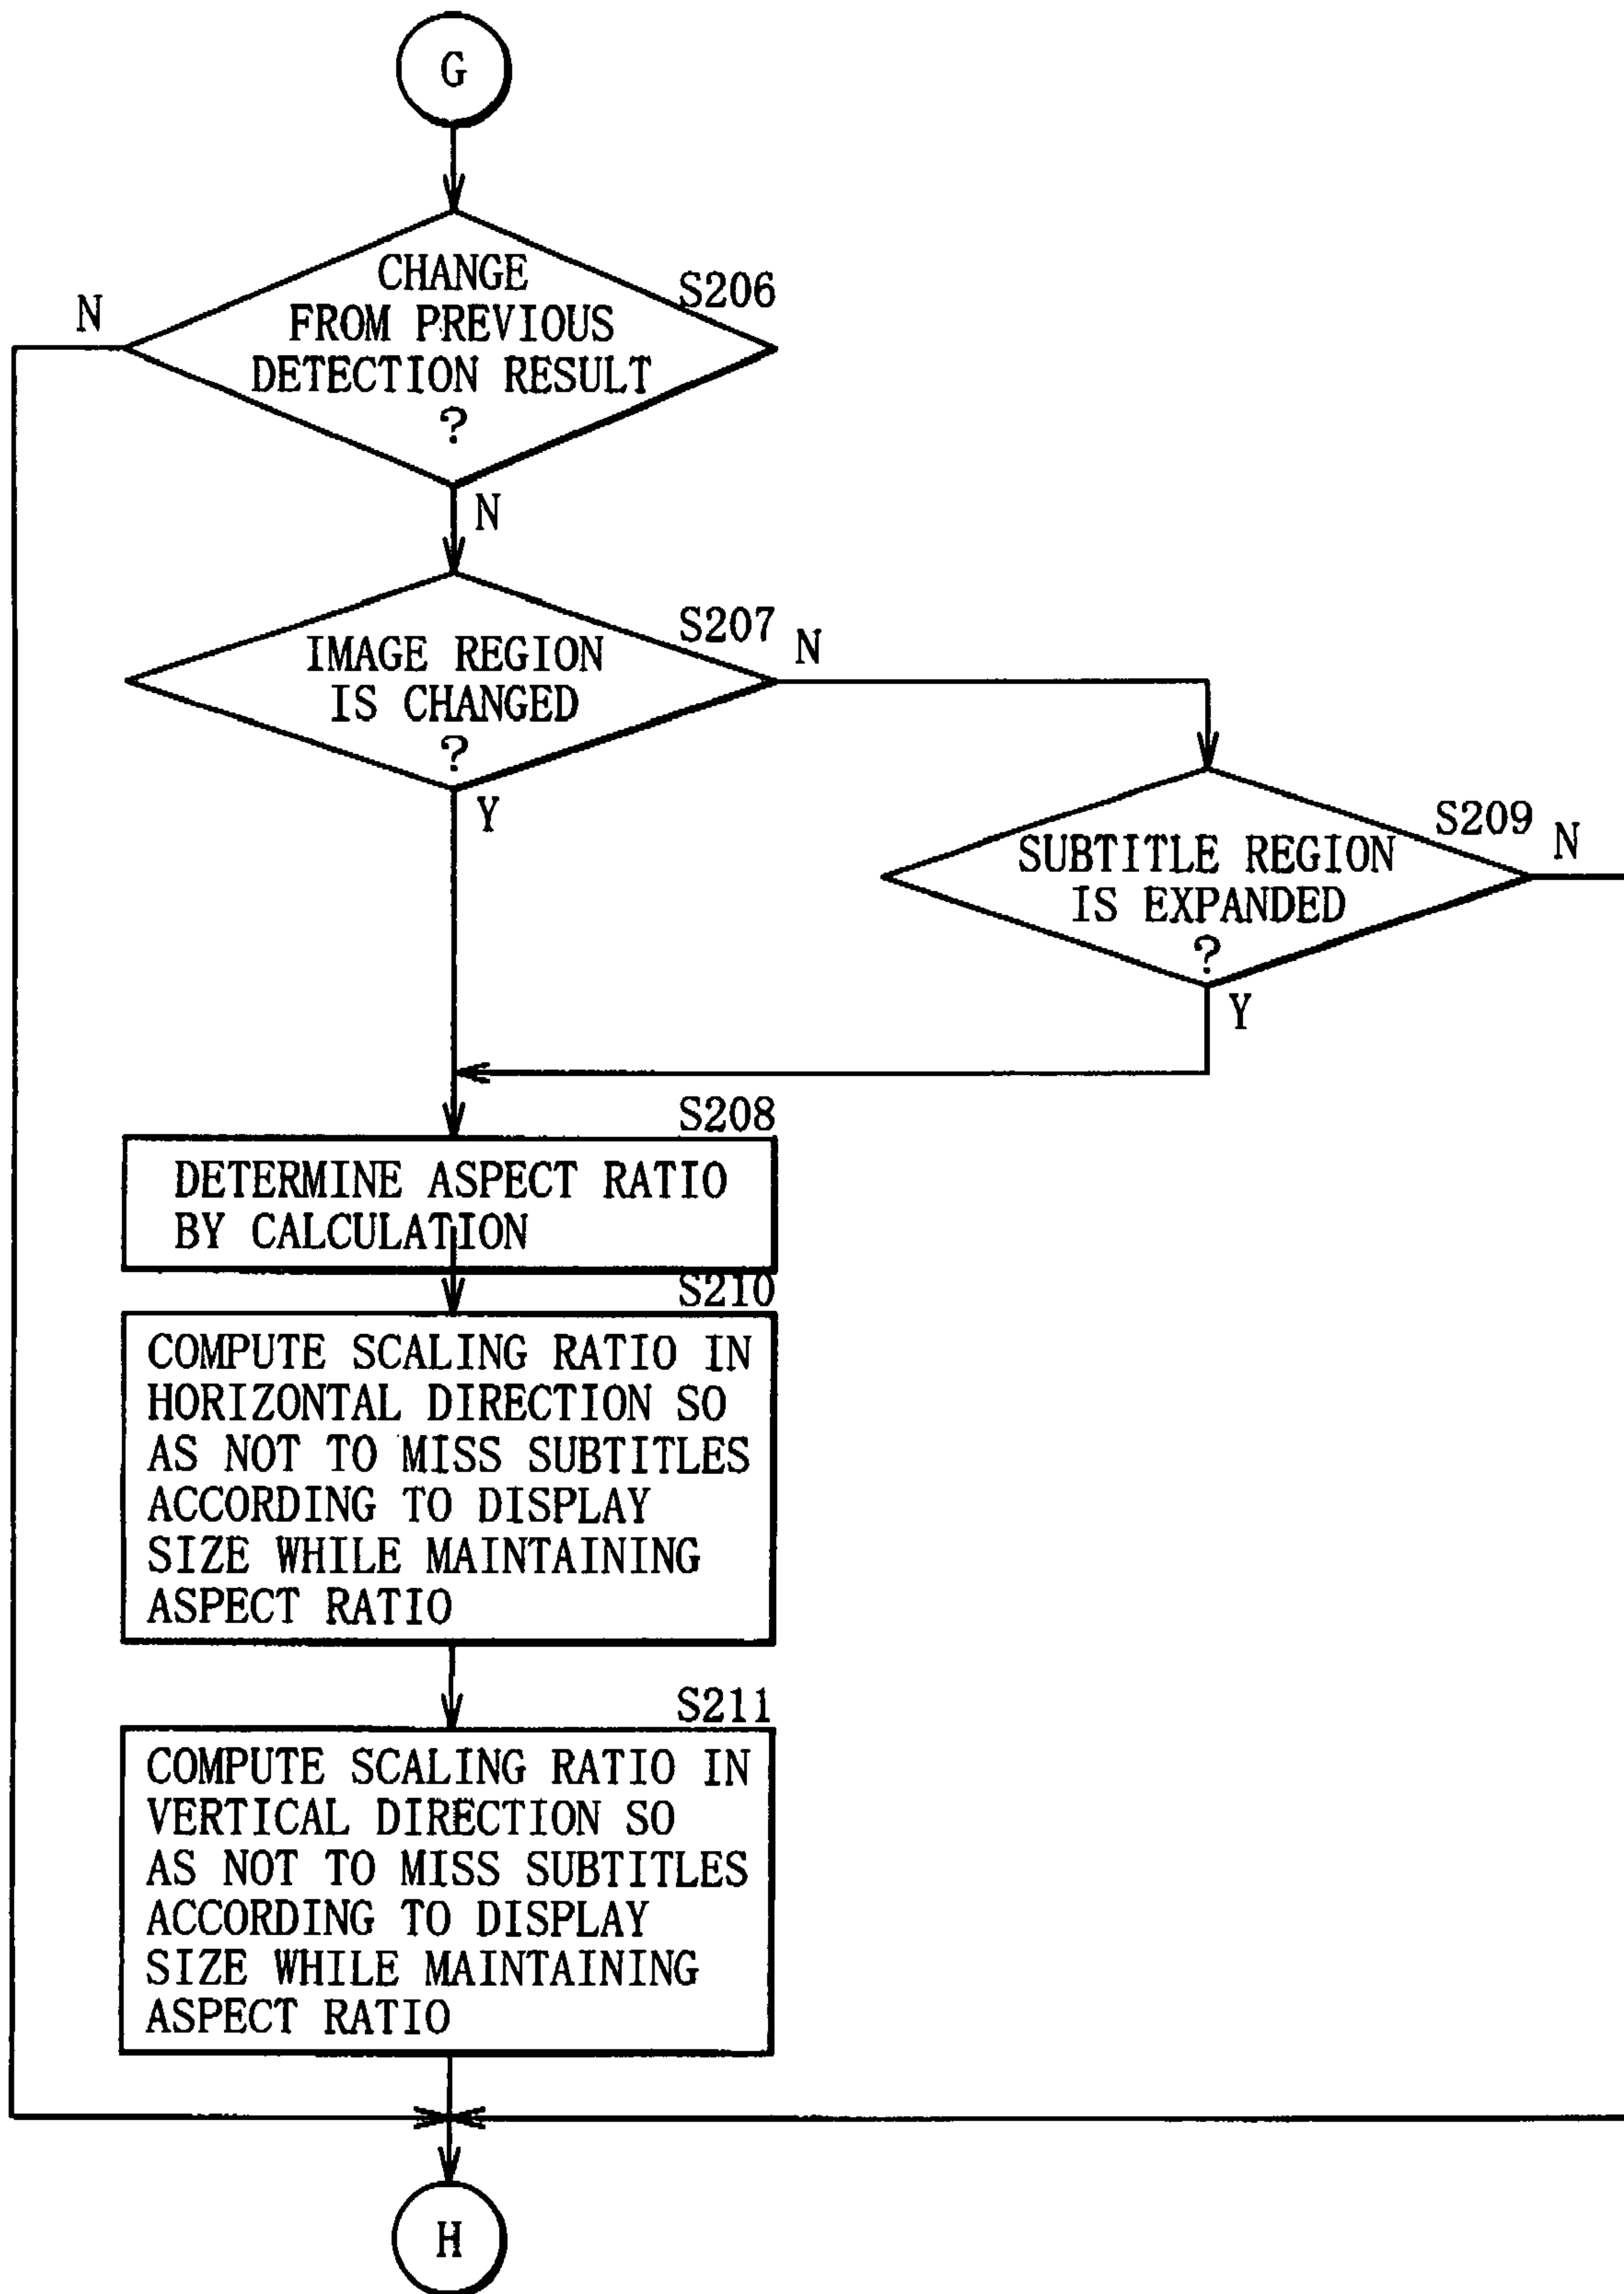 G
CHANGE
FROM PREVIOUS
DETECTION RESULT
?
S206
N
N
IMAGE REGION
IS CHANGED
?
S207
N
Y
SUBTITLE REGION
IS EXPANDED
?
S209
N
Y
S208
DETERMINE ASPECT RATIO
BY CALCULATION
S210
COMPUTE SCALING RATIO IN
HORIZONTAL DIRECTION SO
AS NOT TO MISS SUBTITLES
ACCORDING TO DISPLAY
SIZE WHILE MAINTAINING
ASPECT RATIO
S211
COMPUTE SCALING RATIO IN
VERTICAL DIRECTION SO
AS NOT TO MISS SUBTITLES
ACCORDING TO DISPLAY
SIZE WHILE MAINTAINING
ASPECT RATIO
H